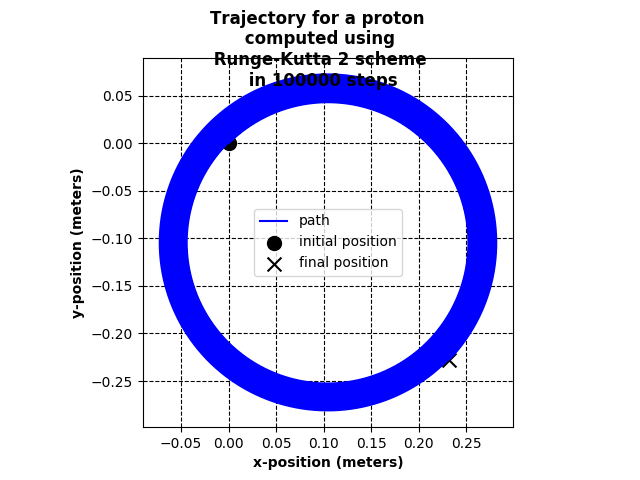 Trajectory for a proton
computed using
Runge-Kutta 2 scheme
in 100000 steps
0.05
0.00
−0.05
−0.10
−0.15
−0.20
−0.25
y-position (meters)
path
initial position
final position
−0.05 0.00 0.05 0.10 0.15 0.20 0.25
x-position (meters)